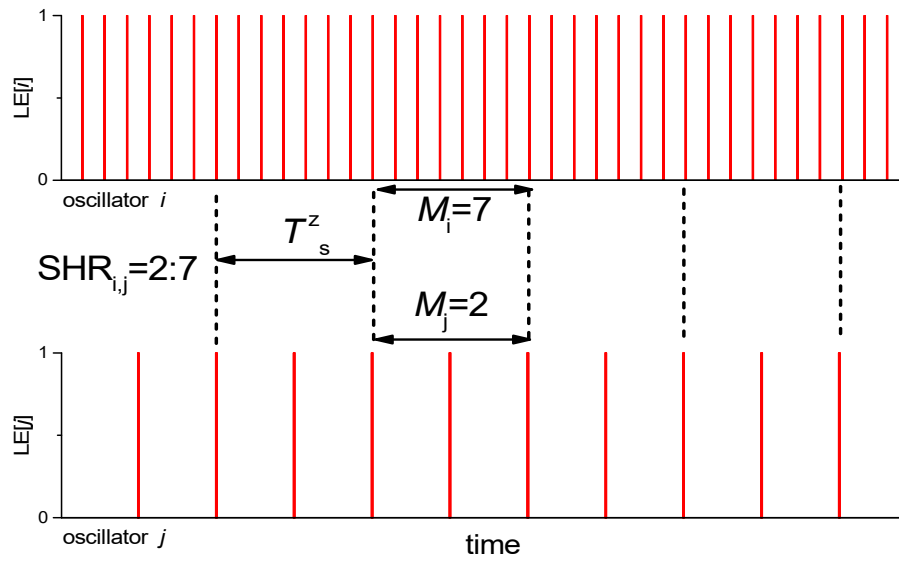 1
LE[i]
0
oscillator i
M_i=7
T^z_s
SHR_i,j=2:7
M_j=2
1
LE[j]
0
oscillator j
time